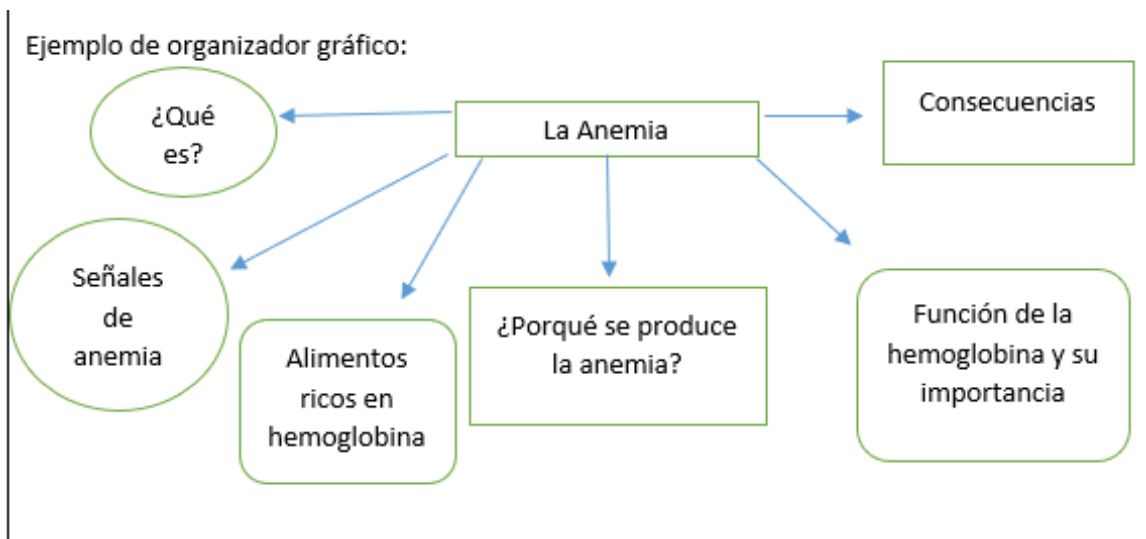 Ejemplo de organizador gráfico:
¿Qué
es?
La Anemia
Consecuencias
Señales
de
anemia
Alimentos
ricos en
hemoglobina
¿Porqué se produce
la anemia?
Función de la
hemoglobina y su
importancia